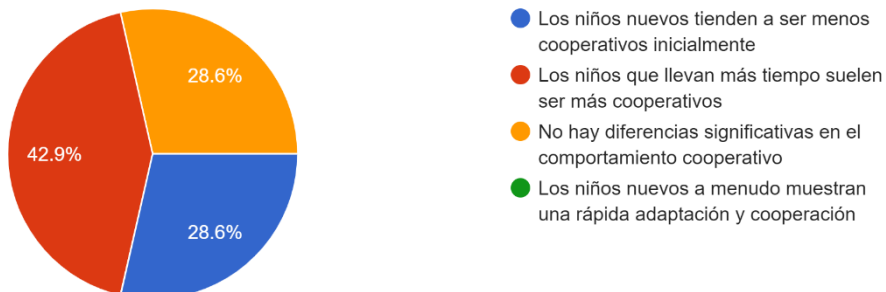 28.6%
42.9%
28.6%
Los niños nuevos tienden a ser menos
cooperativos inicialmente
Los niños que llevan más tiempo suelen
ser más cooperativos
No hay diferencias significativas en el
comportamiento cooperativo
Los niños nuevos a menudo muestran
una rápida adaptación y cooperación